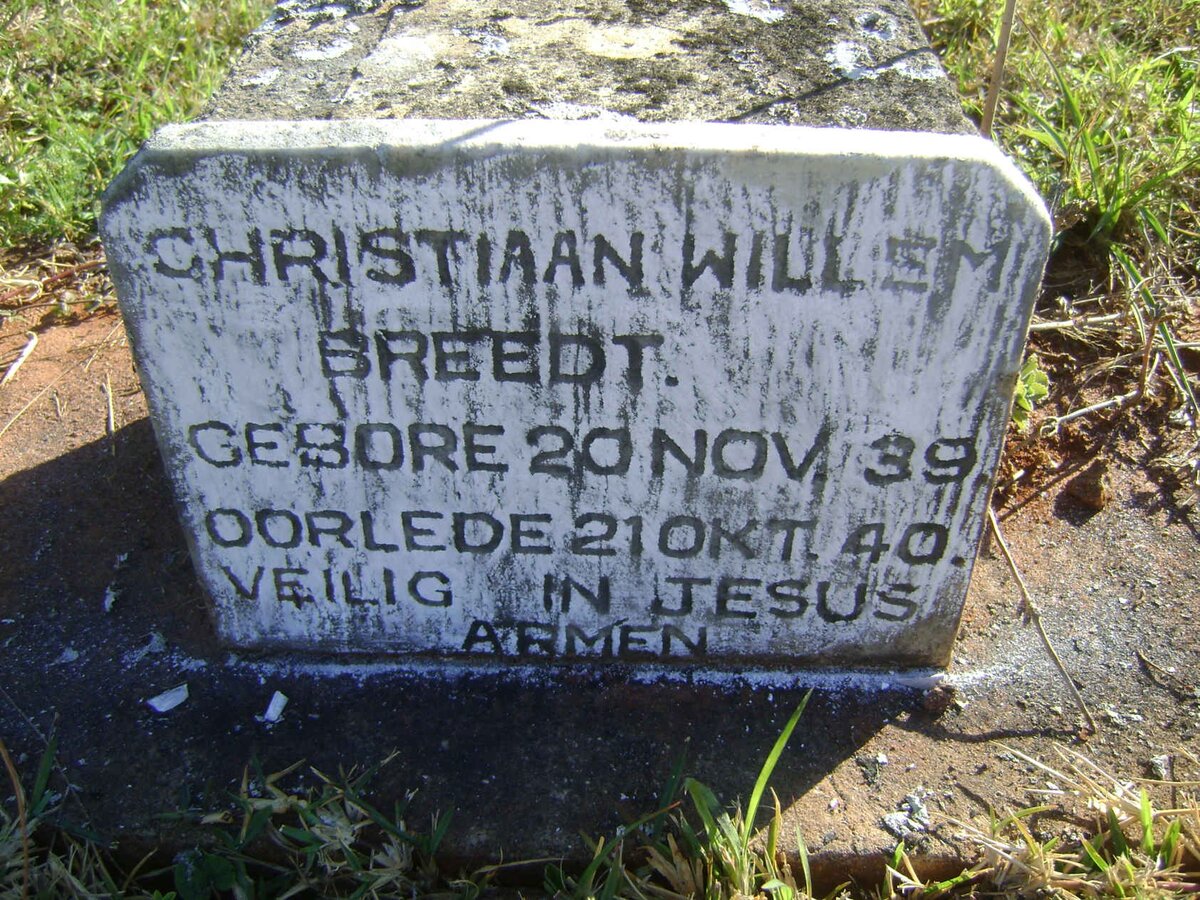 CHRISTIAAN WILLEM
BREEDT.
GEBORE 20 NOV. 39.
OORLEDE 21 OKT. 40.
VEILIG IN JESUS
ARMEN